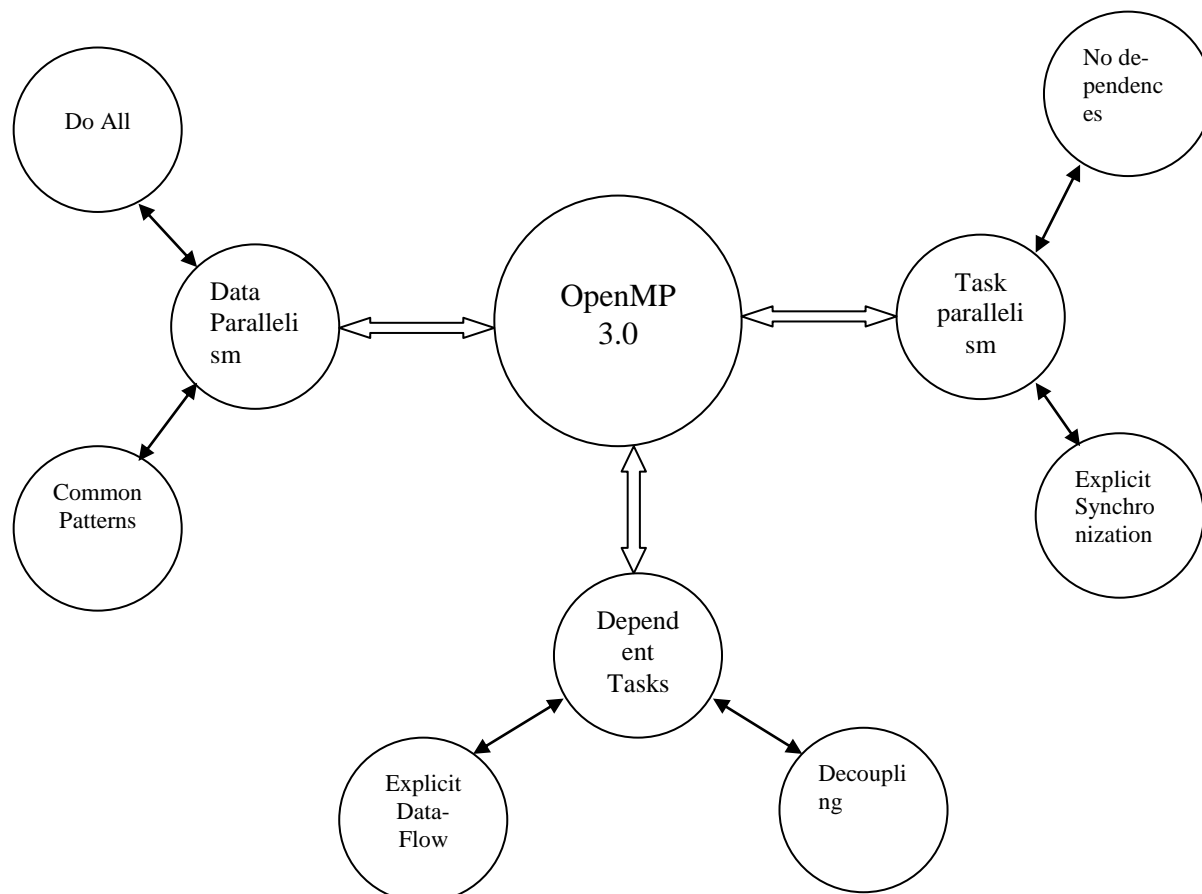 Do All
No de-
pendenc
es
Data
Paralleli
sm
OpenMP
3.0
Task
paralleli
sm
Common
Patterns
Explicit
Synchro
nization
Depend
ent
Tasks
Explicit
Data-
Flow
Decoupli
ng